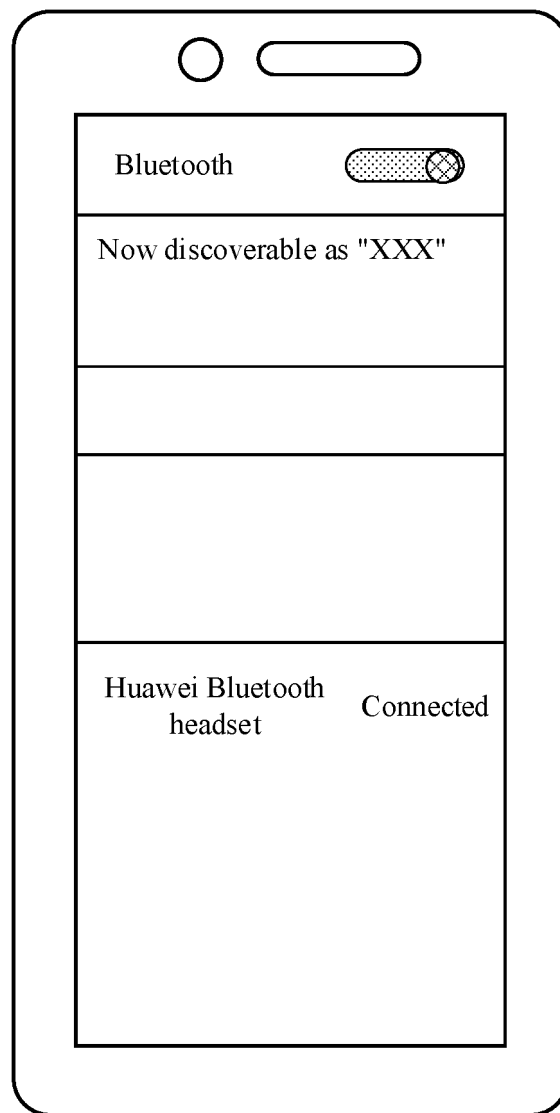 Bluetooth
Now discoverable as "XXX"
Huawei Bluetooth
headset
Connected